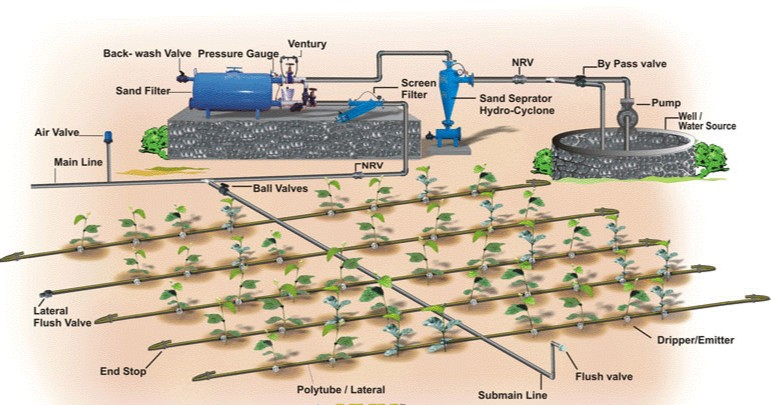 Ventury
Back- wash Valve
Pressure Gauge
NRV
By Pass valve
Sand Filter
Screen
Filter
Sand Seprator
Hydro-Cyclone
Pump
Well /
Water Source
Air Valve
Main Line
NRV
Ball Valves
Lateral
Flush Valve
Dripper/Emitter
End Stop
Flush valve
Polytube / Lateral
Submain Line